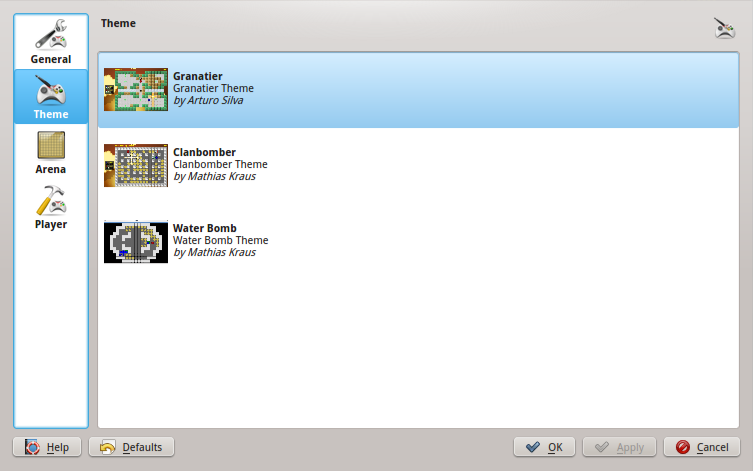 General
Theme
Arena
Player
Theme
Granatier
Granatier Theme
by Arturo Silva
Clanbomber
Clanbomber Theme
by Mathias Kraus
Water Bomb
Water Bomb Theme
by Mathias Kraus
Help
Defaults
OK
Apply
Cancel